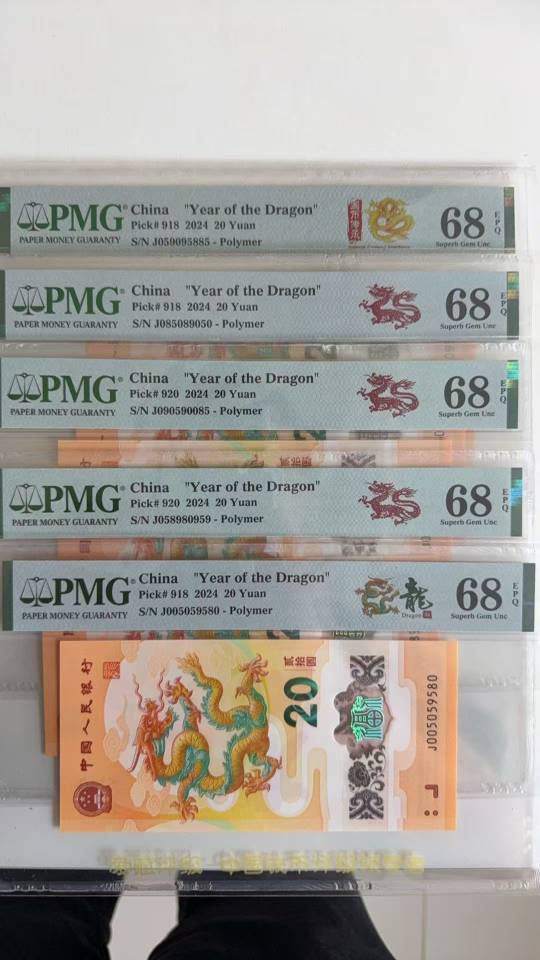 PMG®
PAPER MONEY GUARANTY
China "Year of the Dragon"
Pick# 918 2024 20 Yuan
S/N J059095885 - Polymer
68
EPQ
Superb Gem Unc
PMG®
PAPER MONEY GUARANTY
China "Year of the Dragon"
Pick# 918 2024 20 Yuan
S/N J085089050 - Polymer
68
EPQ
Superb Gem Unc
PMG®
PAPER MONEY GUARANTY
China "Year of the Dragon"
Pick# 920 2024 20 Yuan
S/N J090590085 - Polymer
68
EPQ
Superb Gem Unc
贰拾圆
PMG®
PAPER MONEY GUARANTY
China "Year of the Dragon"
Pick# 920 2024 20 Yuan
S/N J058980959 - Polymer
68
EPQ
Superb Gem Unc
PMG®
PAPER MONEY GUARANTY
China "Year of the Dragon"
Pick# 918 2024 20 Yuan
S/N J005059580 - Polymer
龍
Dragon
68
EPQ
Superb Gem Unc
中国人民银行
贰拾圆
20
J005059580